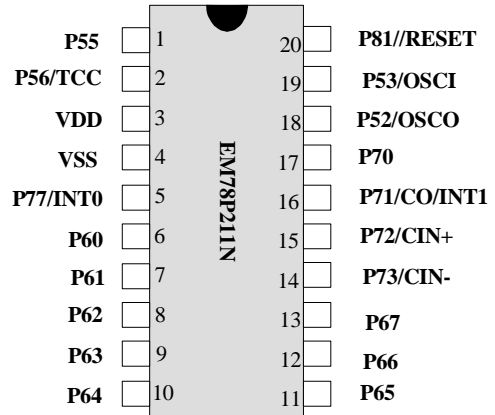 P55 1 20 P81//RESET
P56/TCC 2 19 P53/OSCI
VDD 3 18 P52/OSCO
VSS 4 17 P70
P77/INT0 5 16 P71/CO/INT1
P60 6 15 P72/CIN+
P61 7 14 P73/CIN-
P62 8 13 P67
P63 9 12 P66
P64 10 11 P65
EM78P211N